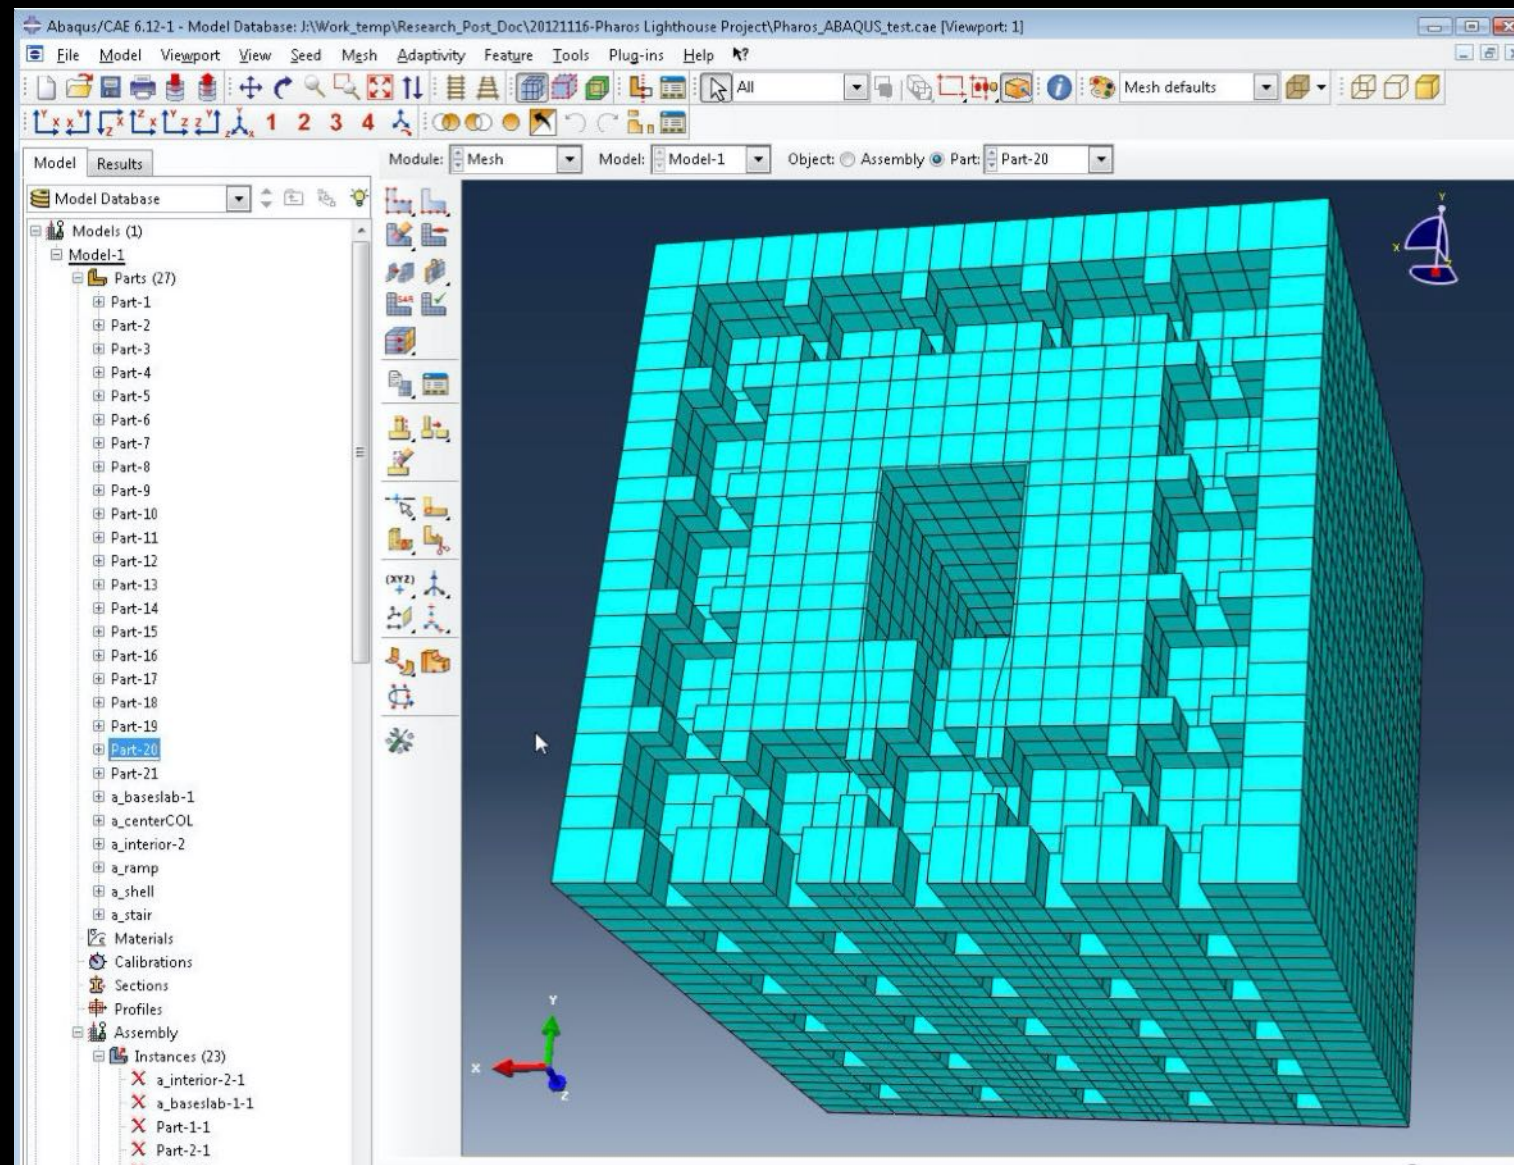 Abaqus/CAE 6.12-1 - Model Database: J:\Work_temp\Research_Post_Doc\20121116-Pharos Lighthouse Project\Pharos_ABAQUS_test.cae [Viewport: 1]
File Model Viewport View Seed Mesh Adaptivity Feature Tools Plug-ins Help
All Mesh defaults
1 2 3 4
Model Results Module: Mesh Model: Model-1 Object: Assembly Part: Part-20
Model Database
Models (1)
Model-1
Parts (27)
Part-1
Part-2
Part-3
Part-4
Part-5
Part-6
Part-7
Part-8
Part-9
Part-10
Part-11
Part-12
Part-13
Part-14
Part-15
Part-16
Part-17
Part-18
Part-19
Part-20
Part-21
a_baseslab-1
a_centerCOL
a_interior-2
a_ramp
a_shell
a_stair
Materials
Calibrations
Sections
Profiles
Assembly
Instances (23)
a_interior-2-1
a_baseslab-1-1
Part-1-1
Part-2-1
(XYZ)
Y
X
Y
X
Z